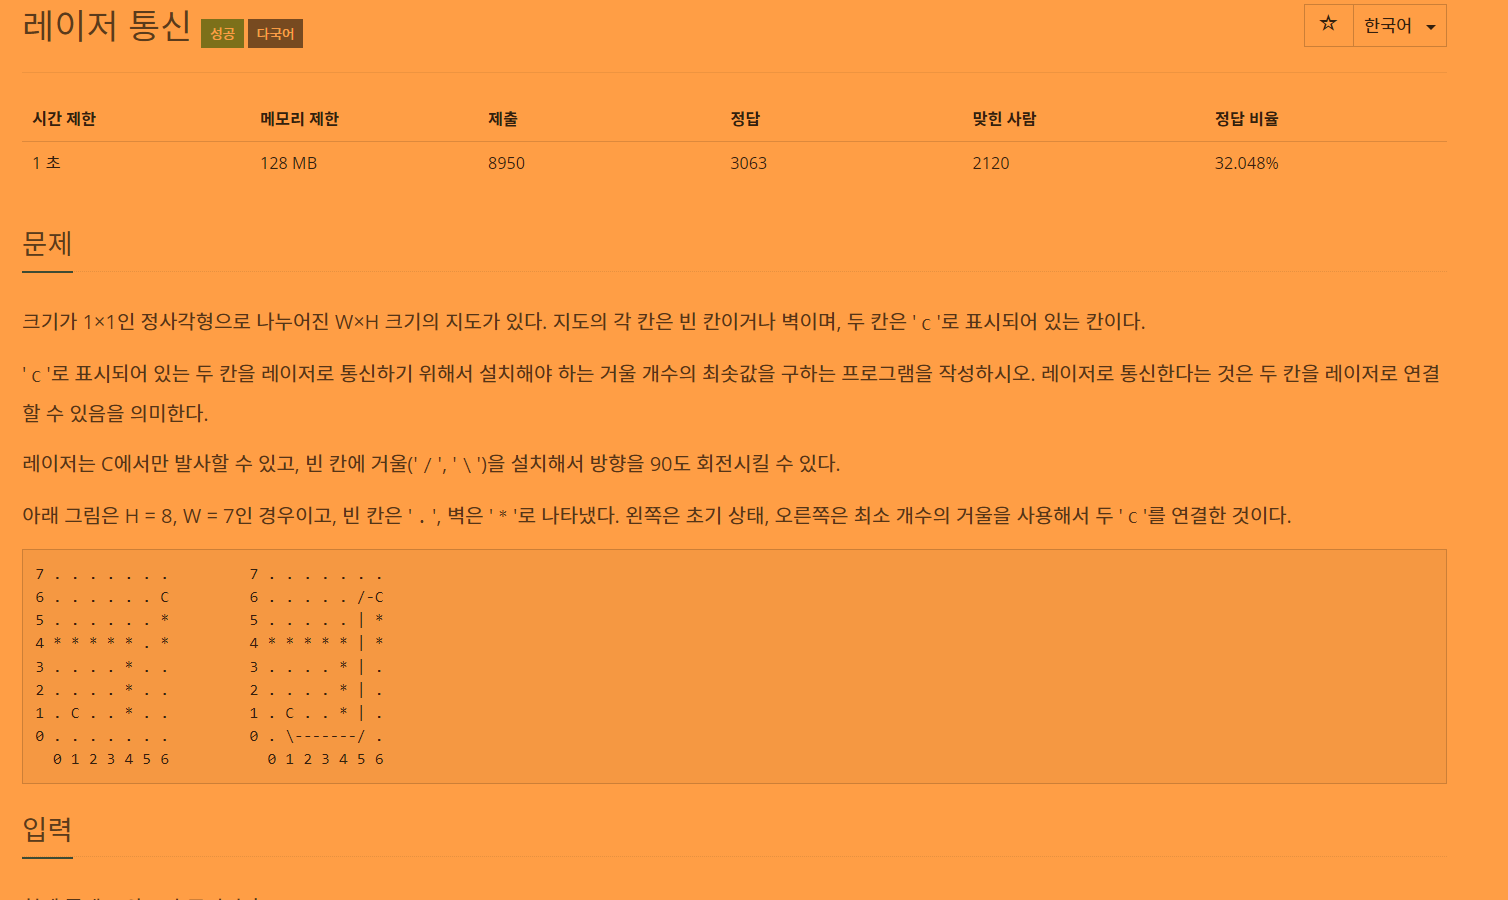 레이저 통신 성공 다국어 ☆ 한국어
시간 제한 메모리 제한 제출 정답 맞힌 사람 정답 비율
1 초 128 MB 8950 3063 2120 32.048%
문제
크기가 1×1인 정사각형으로 나누어진 W×H 크기의 지도가 있다. 지도의 각 칸은 빈 칸이거나 벽이며, 두 칸은 'C'로 표시되어 있는 칸이다.
'C'로 표시되어 있는 두 칸을 레이저로 통신하기 위해서 설치해야 하는 거울 개수의 최솟값을 구하는 프로그램을 작성하시오. 레이저로 통신한다는 것은 두 칸을 레이저로 연결
할 수 있음을 의미한다.
레이저는 C에서만 발사할 수 있고, 빈 칸에 거울('/', '\')을 설치해서 방향을 90도 회전시킬 수 있다.
아래 그림은 H = 8, W = 7인 경우이고, 빈 칸은 '.', 벽은 '*'로 나타냈다. 왼쪽은 초기 상태, 오른쪽은 최소 개수의 거울을 사용해서 두 'C'를 연결한 것이다.
7 . . . . . . .         7 . . . . . . .
6 . . . . . . C         6 . . . . . /-C
5 . . . . . . *         5 . . . . . | *
4 * * * * * . *         4 * * * * * | *
3 . . . . * . .         3 . . . . * | .
2 . . . . * . .         2 . . . . * | .
1 . C . . * . .         1 . C . . * | .
0 . . . . . . .         0 . \-------/ .
  0 1 2 3 4 5 6           0 1 2 3 4 5 6
입력